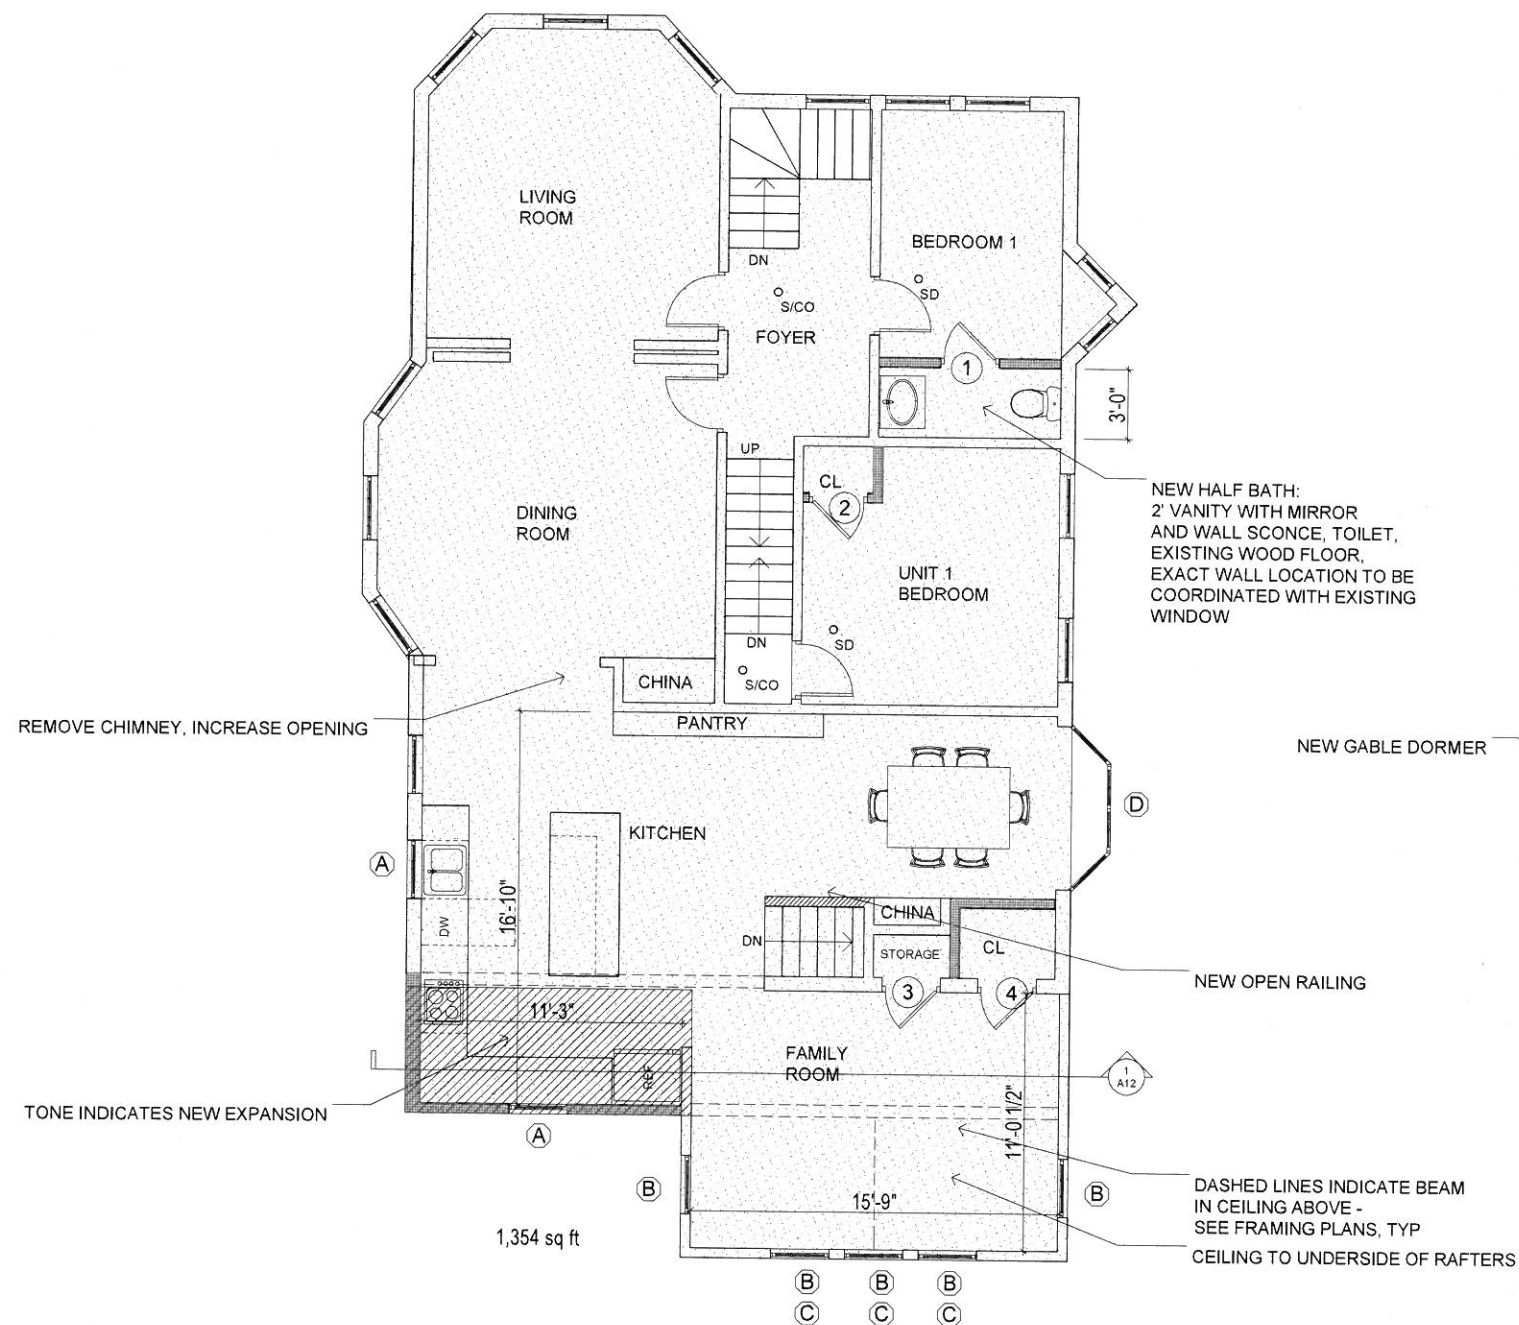 LIVING
ROOM
BEDROOM 1
DN
S/CO
SD
FOYER
1
3'-0"
UP
CL
2
NEW HALF BATH:
2' VANITY WITH MIRROR
AND WALL SCONCE, TOILET,
EXISTING WOOD FLOOR,
EXACT WALL LOCATION TO BE
COORDINATED WITH EXISTING
WINDOW
DINING
ROOM
UNIT 1
BEDROOM
DN
SD
S/CO
CHINA
PANTRY
REMOVE CHIMNEY, INCREASE OPENING
NEW GABLE DORMER
D
KITCHEN
A
16'-10"
DW
CHINA
DN
STORAGE
CL
3
4
NEW OPEN RAILING
11'-3"
FAMILY
ROOM
REF
1
A12
TONE INDICATES NEW EXPANSION
11'-0 1/2"
A
B
15'-9"
B
DASHED LINES INDICATE BEAM
IN CEILING ABOVE -
SEE FRAMING PLANS, TYP
1,354 sq ft
CEILING TO UNDERSIDE OF RAFTERS
B B B
C C C